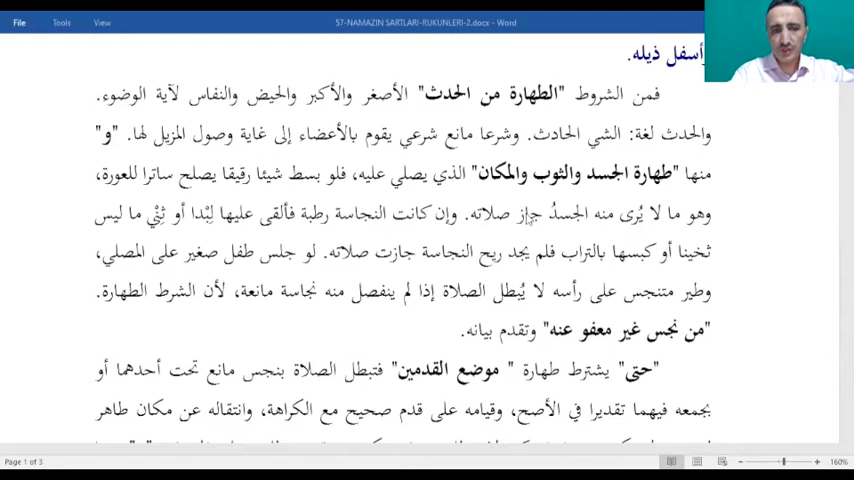 File Tools View 57-NAMAZIN SARTLARI-RUKUNLERI-2.docx - Word
وأسفل ذيله.
فمن الشروط "الطهارة من الحدث" الأصغر والأكبر والحيض والنفاس لآية الوضوء.
والحدث لغة: الشي الحادث. وشرعا مانع شرعي يقوم بالأعضاء إلى غاية وصول المزيل لها. "و"
منها "طهارة الجسد والثوب والمكان" الذي يصلي عليه، فلو بسط شيئا رقيقا يصلح ساترا للعورة،
وهو ما لا يُرى منه الجسدُ جاز صلاته. وإن كانت النجاسة رطبة فألقى عليها لِبْدا أو ثِنْي ما ليس
ثخينا أو كبسها بالتراب فلم يجد ريح النجاسة جازت صلاته. لو جلس طفل صغير على المصلي،
وطير متنجس على رأسه لا يُبطل الصلاة إذا لم ينفصل منه نجاسة مانعة، لأن الشرط الطهارة.
"من نجس غير معفو عنه" وتقدم بيانه.
"حتى" يشترط طهارة " موضع القدمين" فتبطل الصلاة بنجس مانع تحت أحدهما أو
بجمعه فيهما تقديرا في الأصح، وقيامه على قدم صحيح مع الكراهة، وانتقاله عن مكان طاهر
Page 1 of 3 160%